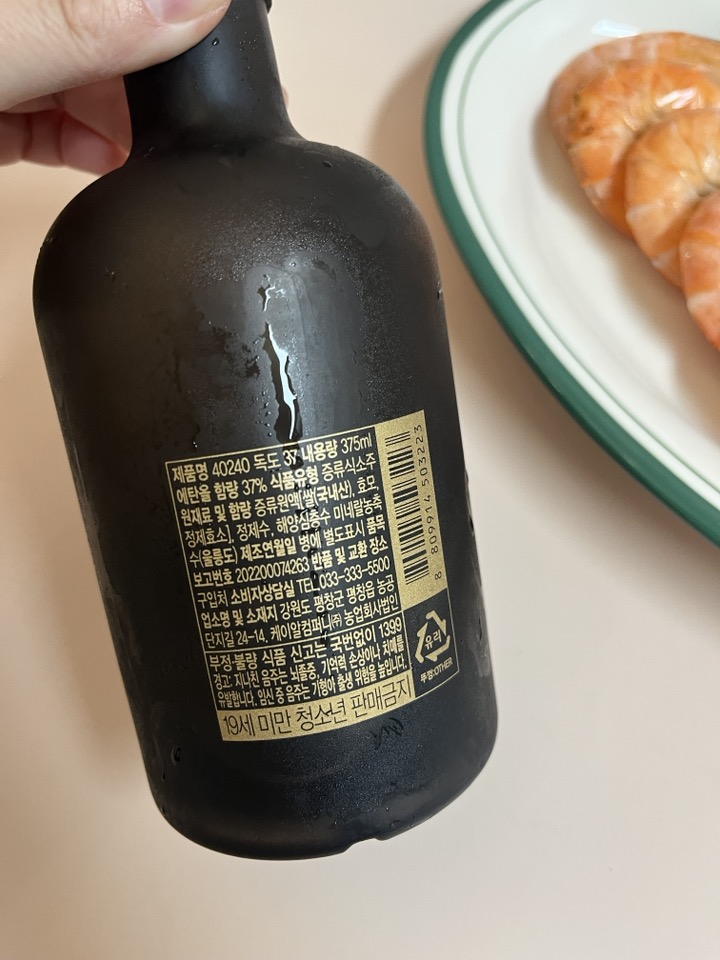 제품명 40240 독도 37 내용량 375ml
에탄올 함량 37% 식품유형 증류식소주
원재료 및 함량 증류원액[쌀(국내산), 효모,
정제효소], 정제수, 해양심층수 미네랄농축
수(울릉도) 제조연월일 병에 별도표시 품목
보고번호 202200074263 반품 및 교환 장소
구입처 소비자상담실 TEL.033-333-5500
업소명 및 소재지 강원도 평창군 평창읍 농공
단지길 24-14, 케이알컴퍼니㈜ 농업회사법인
부정·불량 식품 신고는 국번없이 1399
경고: 지나친 음주는 뇌졸중, 기억력 손상이나 치매를
유발합니다. 임신 중 음주는 기형아 출생 위험을 높입니다.
19세 미만 청소년 판매금지
8 809914 503223
유리
뚜껑:OTHER